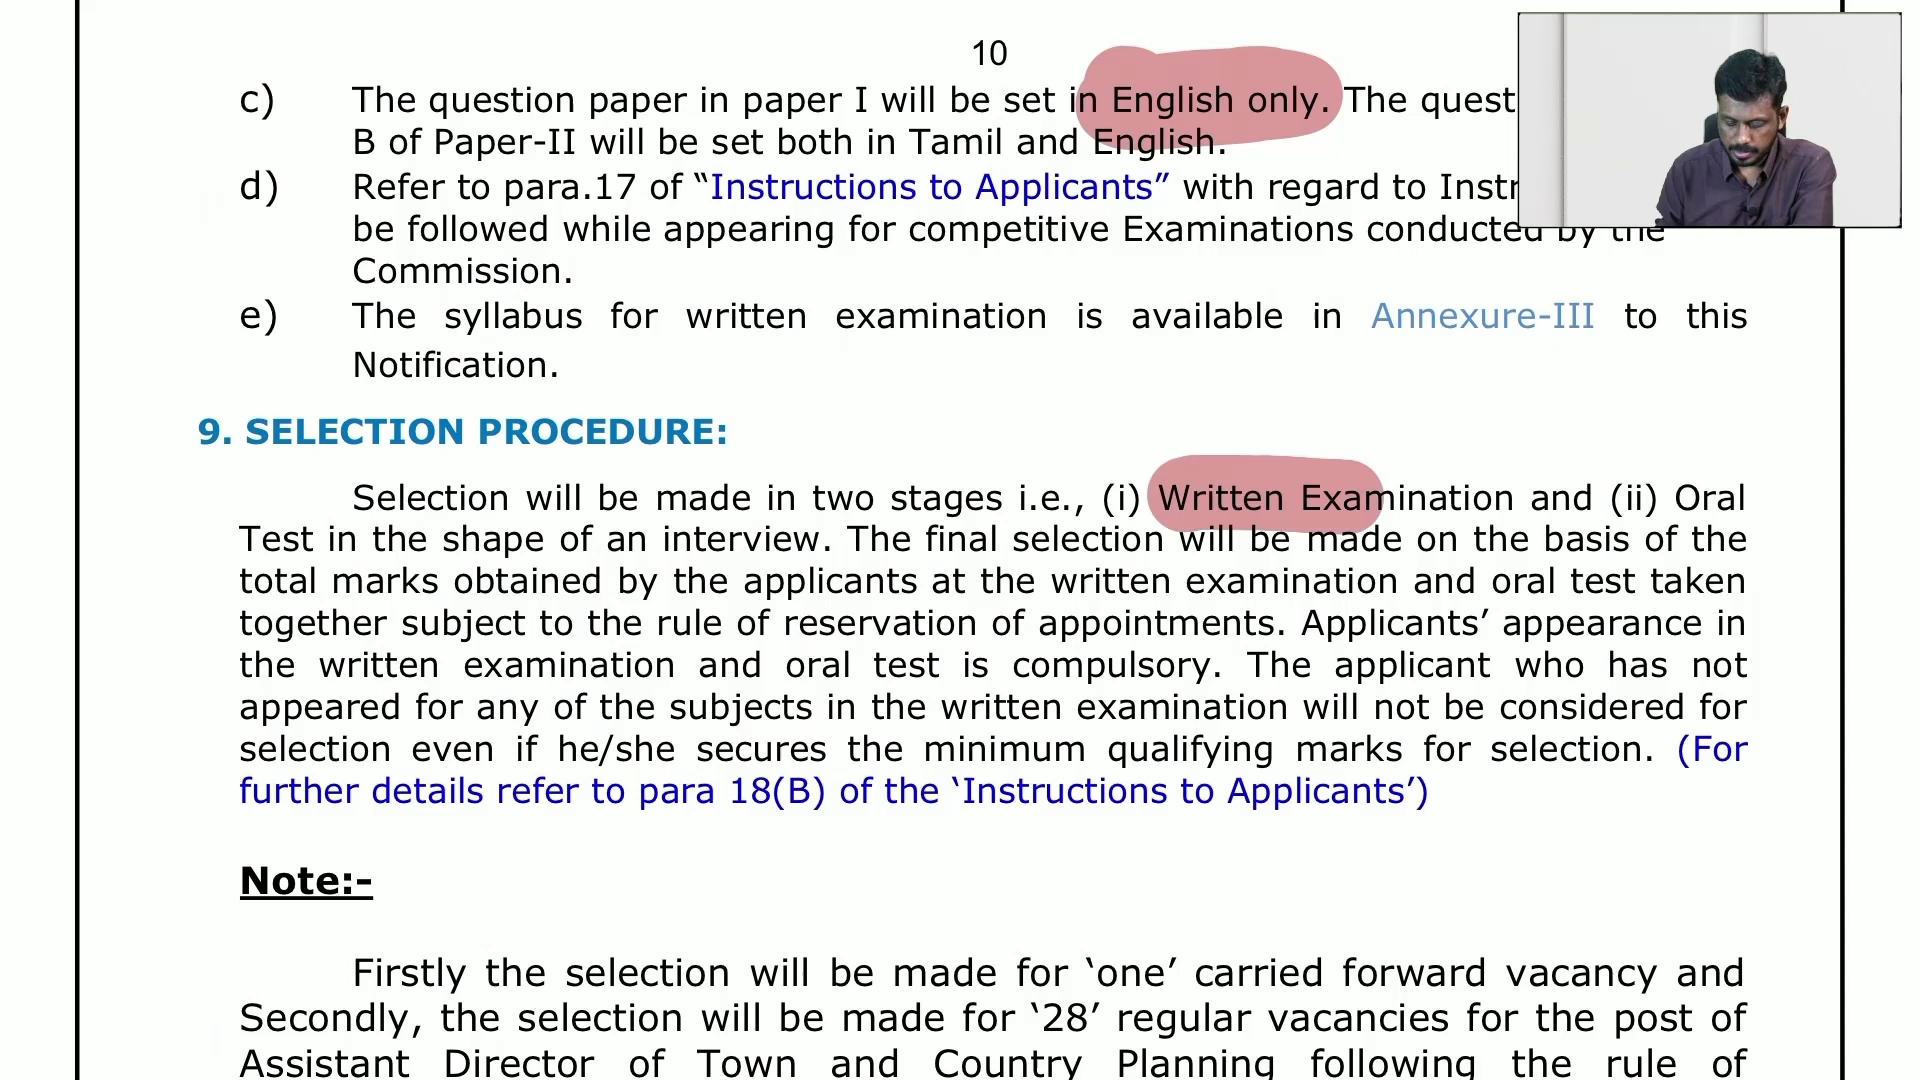 10
c) The question paper in paper I will be set in English only. The quest
B of Paper-II will be set both in Tamil and English.
d) Refer to para.17 of “Instructions to Applicants” with regard to Instr
be followed while appearing for competitive Examinations conducted by the
Commission.
e) The syllabus for written examination is available in Annexure-III to this
Notification.
9. SELECTION PROCEDURE:
Selection will be made in two stages i.e., (i) Written Examination and (ii) Oral
Test in the shape of an interview. The final selection will be made on the basis of the
total marks obtained by the applicants at the written examination and oral test taken
together subject to the rule of reservation of appointments. Applicants’ appearance in
the written examination and oral test is compulsory. The applicant who has not
appeared for any of the subjects in the written examination will not be considered for
selection even if he/she secures the minimum qualifying marks for selection. (For
further details refer to para 18(B) of the ‘Instructions to Applicants’)
Note:-
Firstly the selection will be made for ‘one’ carried forward vacancy and
Secondly, the selection will be made for ‘28’ regular vacancies for the post of
Assistant Director of Town and Country Planning following the rule of